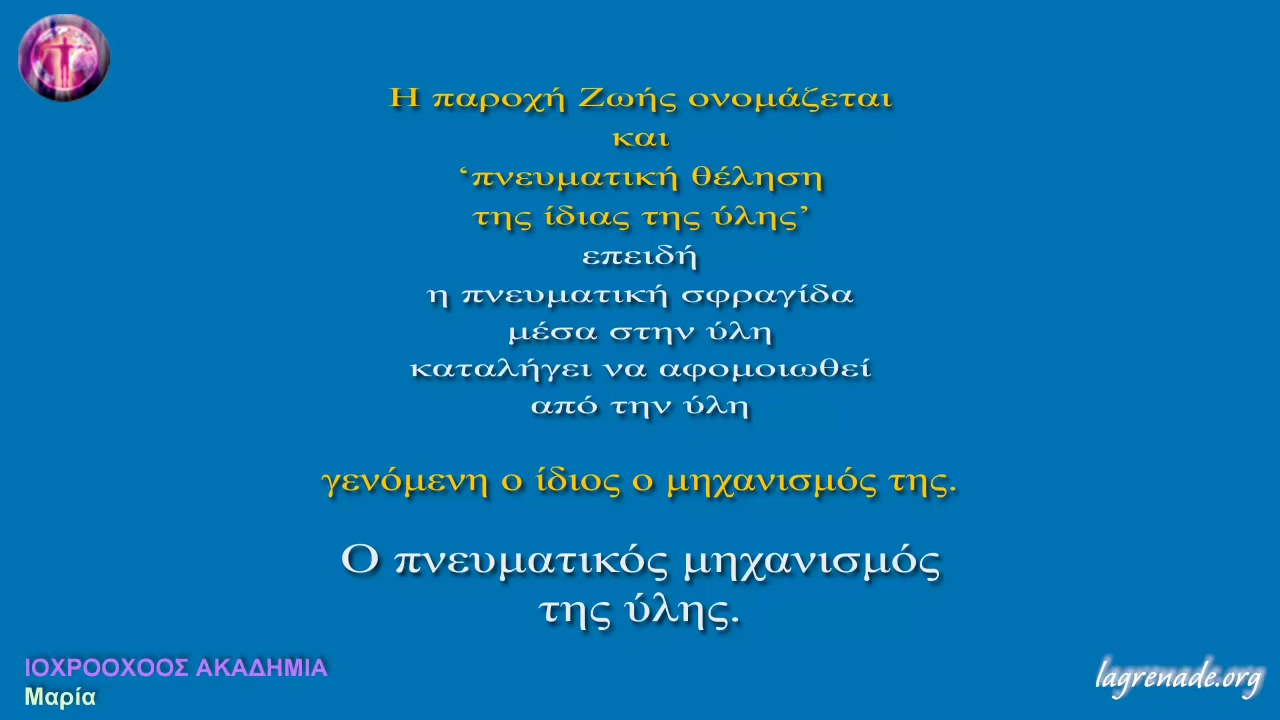 Η παροχή Ζωής ονομάζεται
και
‘πνευματική θέληση
της ίδιας της ύλης’
επειδή
η πνευματική σφραγίδα
μέσα στην ύλη
καταλήγει να αφομοιωθεί
από την ύλη
γενόμενη ο ίδιος ο μηχανισμός της.
Ο πνευματικός μηχανισμός
της ύλης.
ΙΟΧΡΟΟΧΟΟΣ ΑΚΑΔΗΜΙΑ
Μαρία
lagrenade.org